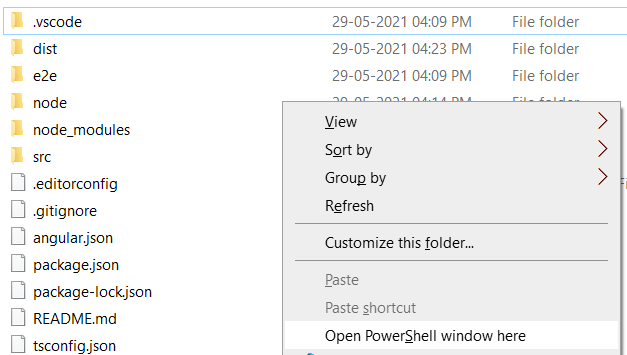 .vscode 29-05-2021 04:09 PM File folder
dist 29-05-2021 04:23 PM File folder
e2e 29-05-2021 04:09 PM File folder
node 29-05-2021 04:14 PM File folder
node_modules
src
.editorconfig
.gitignore
angular.json
package.json
package-lock.json
README.md
tsconfig.json
View
Sort by
Group by
Refresh
Customize this folder...
Paste
Paste shortcut
Open PowerShell window here